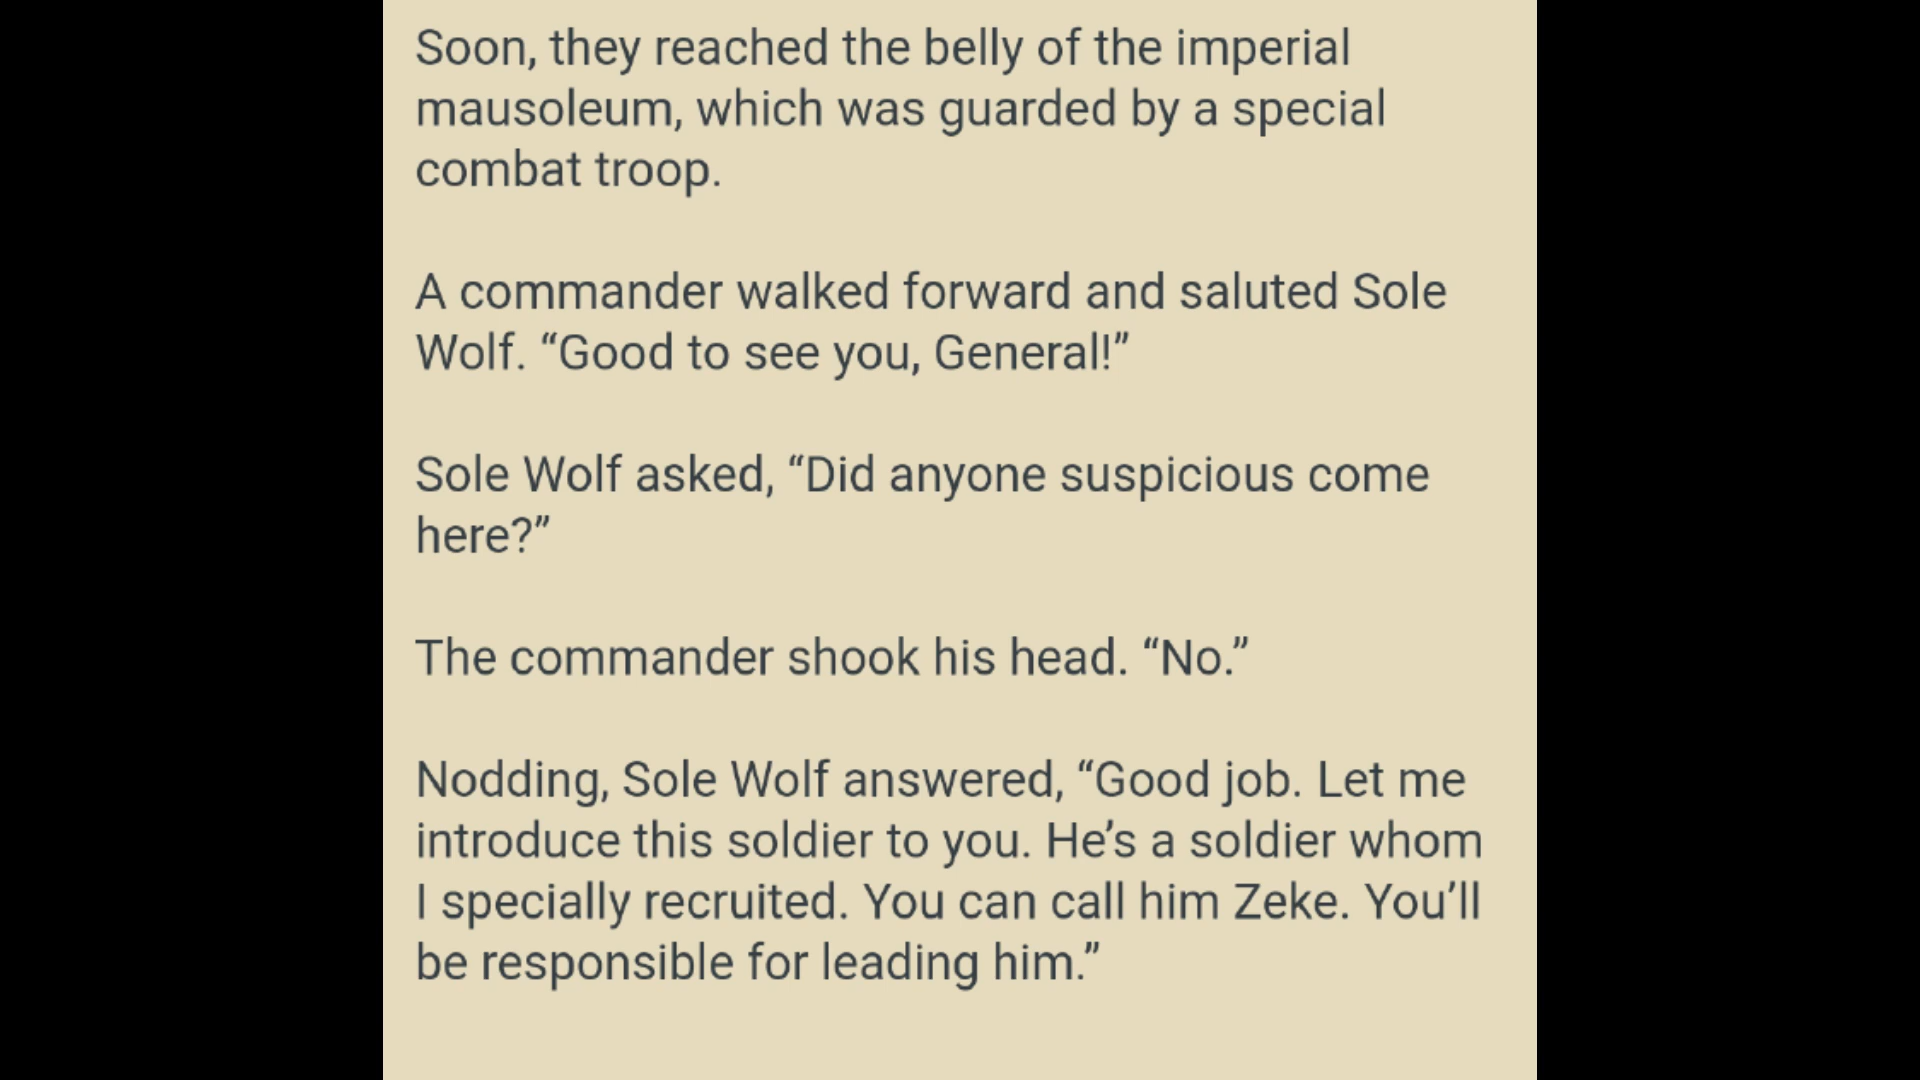 Soon, they reached the belly of the imperial
mausoleum, which was guarded by a special
combat troop.
A commander walked forward and saluted Sole
Wolf. “Good to see you, General!”
Sole Wolf asked, “Did anyone suspicious come
here?”
The commander shook his head. “No.”
Nodding, Sole Wolf answered, “Good job. Let me
introduce this soldier to you. He’s a soldier whom
I specially recruited. You can call him Zeke. You’ll
be responsible for leading him.”